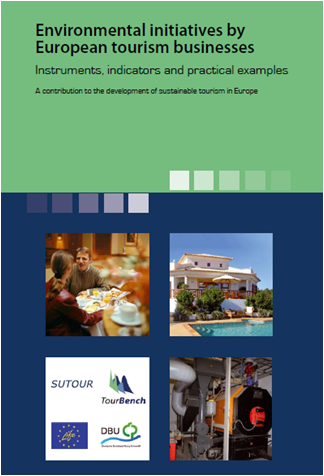 Environmental initiatives by
European tourism businesses
Instruments, indicators and practical examples
A contribution to the development of sustainable tourism in Europe
SUTOUR
TourBench
life
DBU